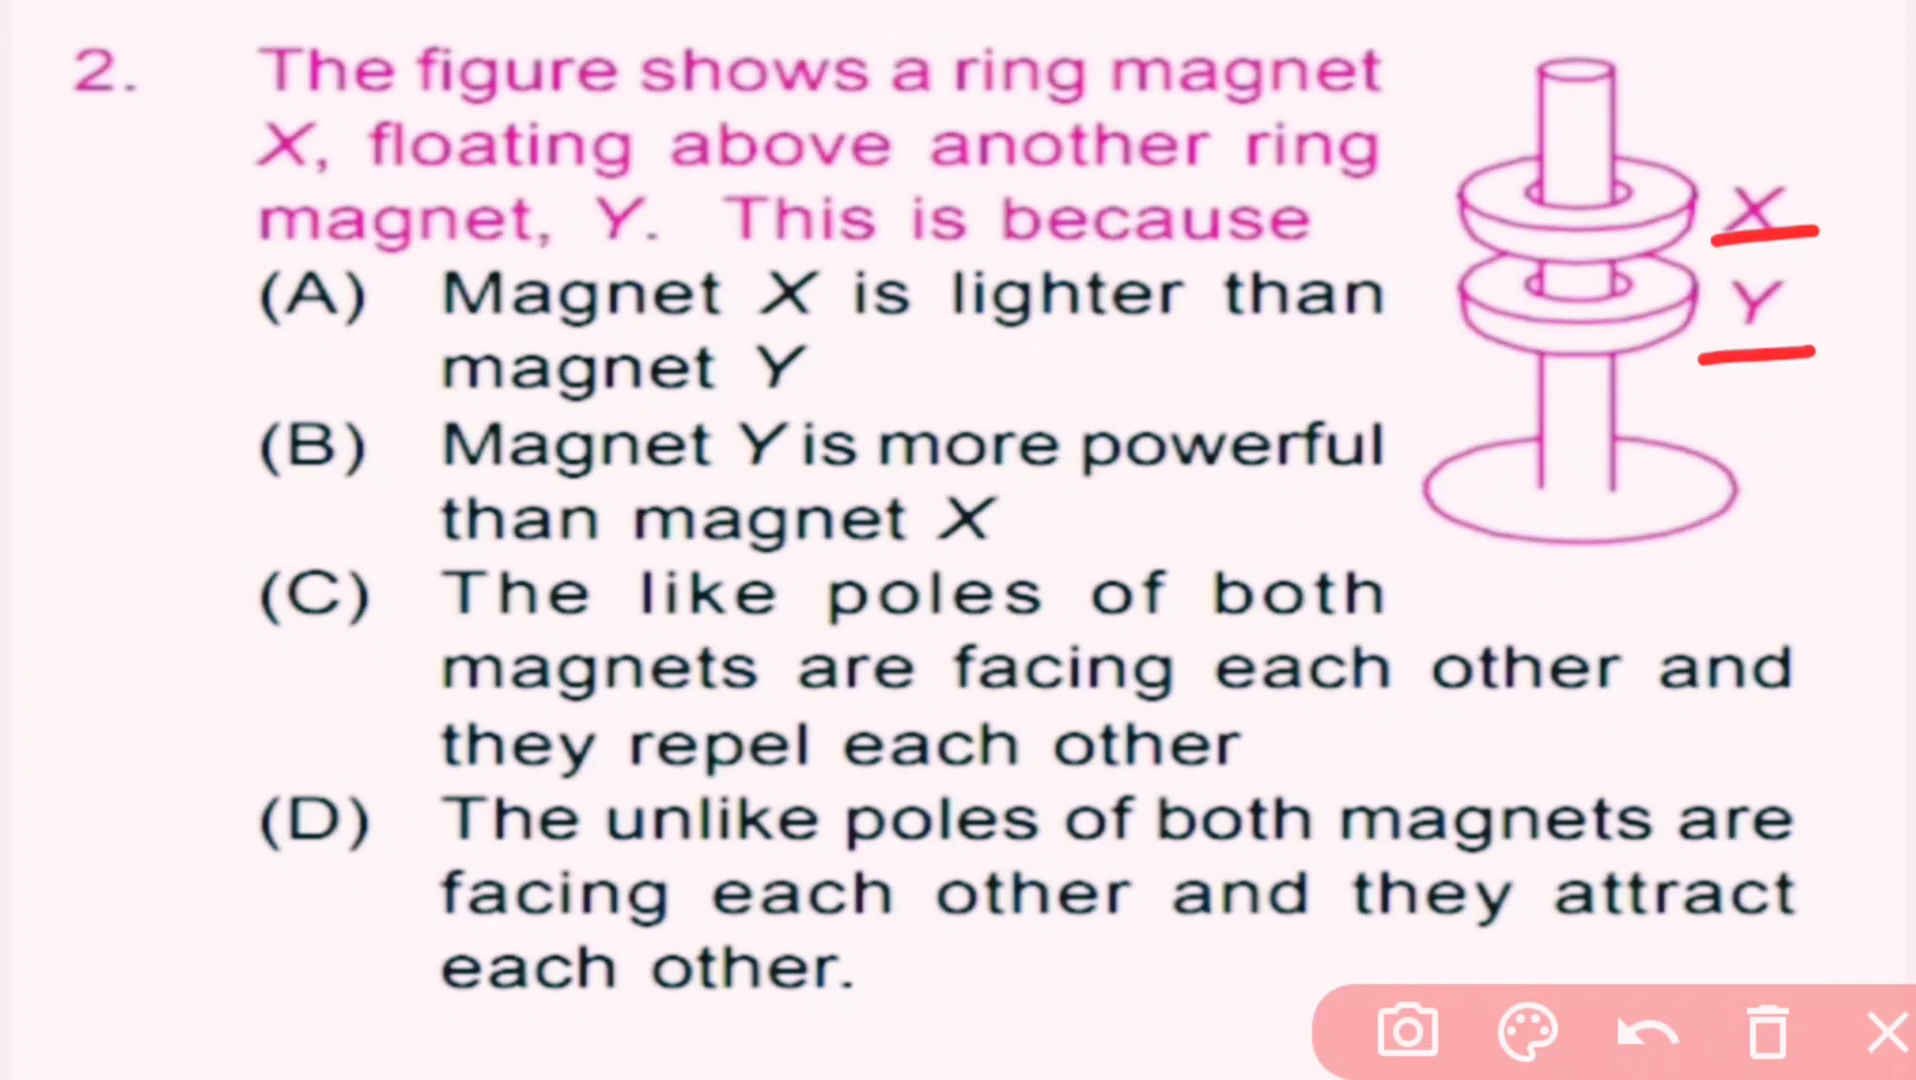 2. The figure shows a ring magnet
X, floating above another ring
magnet, Y. This is because
X
Y
(A) Magnet X is lighter than
magnet Y
(B) Magnet Y is more powerful
than magnet X
(C) The like poles of both
magnets are facing each other and
they repel each other
(D) The unlike poles of both magnets are
facing each other and they attract
each other.